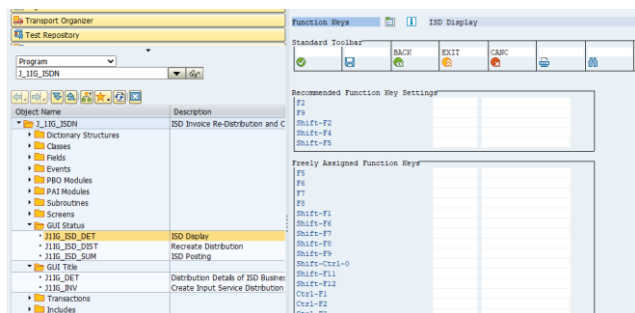 Transport Organizer
Test Repository
Program
J_1IG_ISDN
Object Name Description
J_1IG_ISDN ISD Invoice Re-Distribution and C
Dictionary Structures
Classes
Fields
Events
PBO Modules
PAI Modules
Subroutines
Screens
GUI Status
J1IG_ISD_DET ISD Display
J1IG_ISD_DIST Recreate Distribution
J1IG_ISD_SUM ISD Posting
GUI Title
J1IG_DET Distribution Details of ISD Busines
J1IG_INV Create Input Service Distribution
Transactions
Includes
Function Keys ISD Display
Standard Toolbar
BACK EXIT CANC
Recommended Function Key Settings
F2
F9
Shift-F2
Shift-F4
Shift-F5
Freely Assigned Function Keys
F5
F6
F7
F8
Shift-F1
Shift-F6
Shift-F7
Shift-F8
Shift-F9
Shift-Ctrl-0
Shift-F11
Shift-F12
Ctrl-F1
Ctrl-F2